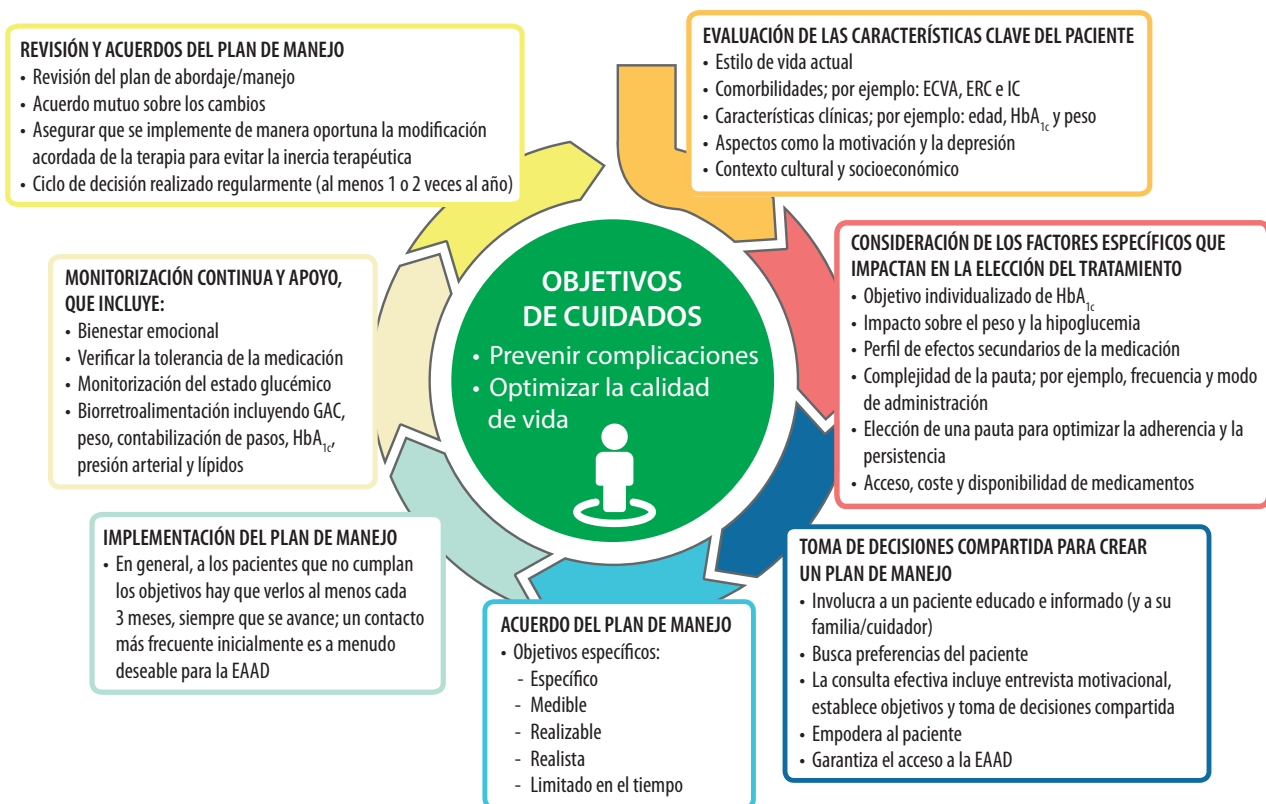 REVISIÓN Y ACUERDOS DEL PLAN DE MANEJO
• Revisión del plan de abordaje/manejo
• Acuerdo mutuo sobre los cambios
• Asegurar que se implemente de manera oportuna la modificación
acordada de la terapia para evitar la inercia terapéutica
• Ciclo de decisión realizado regularmente (al menos 1 o 2 veces al año)
EVALUACIÓN DE LAS CARACTERÍSTICAS CLAVE DEL PACIENTE
• Estilo de vida actual
• Comorbilidades; por ejemplo: ECVA, ERC e IC
• Características clínicas; por ejemplo: edad, HbA1c y peso
• Aspectos como la motivación y la depresión
• Contexto cultural y socioeconómico
CONSIDERACIÓN DE LOS FACTORES ESPECÍFICOS QUE
IMPACTAN EN LA ELECCIÓN DEL TRATAMIENTO
• Objetivo individualizado de HbA1c
• Impacto sobre el peso y la hipoglucemia
• Perfil de efectos secundarios de la medicación
• Complejidad de la pauta; por ejemplo, frecuencia y modo
de administración
• Elección de una pauta para optimizar la adherencia y la
persistencia
• Acceso, coste y disponibilidad de medicamentos
TOMA DE DECISIONES COMPARTIDA PARA CREAR
UN PLAN DE MANEJO
• Involucra a un paciente educado e informado (y a su
familia/cuidador)
• Busca preferencias del paciente
• La consulta efectiva incluye entrevista motivacional,
establece objetivos y toma de decisiones compartida
• Empodera al paciente
• Garantiza el acceso a la EAAD
ACUERDO DEL PLAN DE MANEJO
• Objetivos específicos:
- Específico
- Medible
- Realizable
- Realista
- Limitado en el tiempo
IMPLEMENTACIÓN DEL PLAN DE MANEJO
• En general, a los pacientes que no cumplan
los objetivos hay que verlos al menos cada
3 meses, siempre que se avance; un contacto
más frecuente inicialmente es a menudo
deseable para la EAAD
MONITORIZACIÓN CONTINUA Y APOYO,
QUE INCLUYE:
• Bienestar emocional
• Verificar la tolerancia de la medicación
• Monitorización del estado glucémico
• Biorretroalimentación incluyendo GAC,
peso, contabilización de pasos, HbA1c,
presión arterial y lípidos
OBJETIVOS
DE CUIDADOS
• Prevenir complicaciones
• Optimizar la calidad
de vida